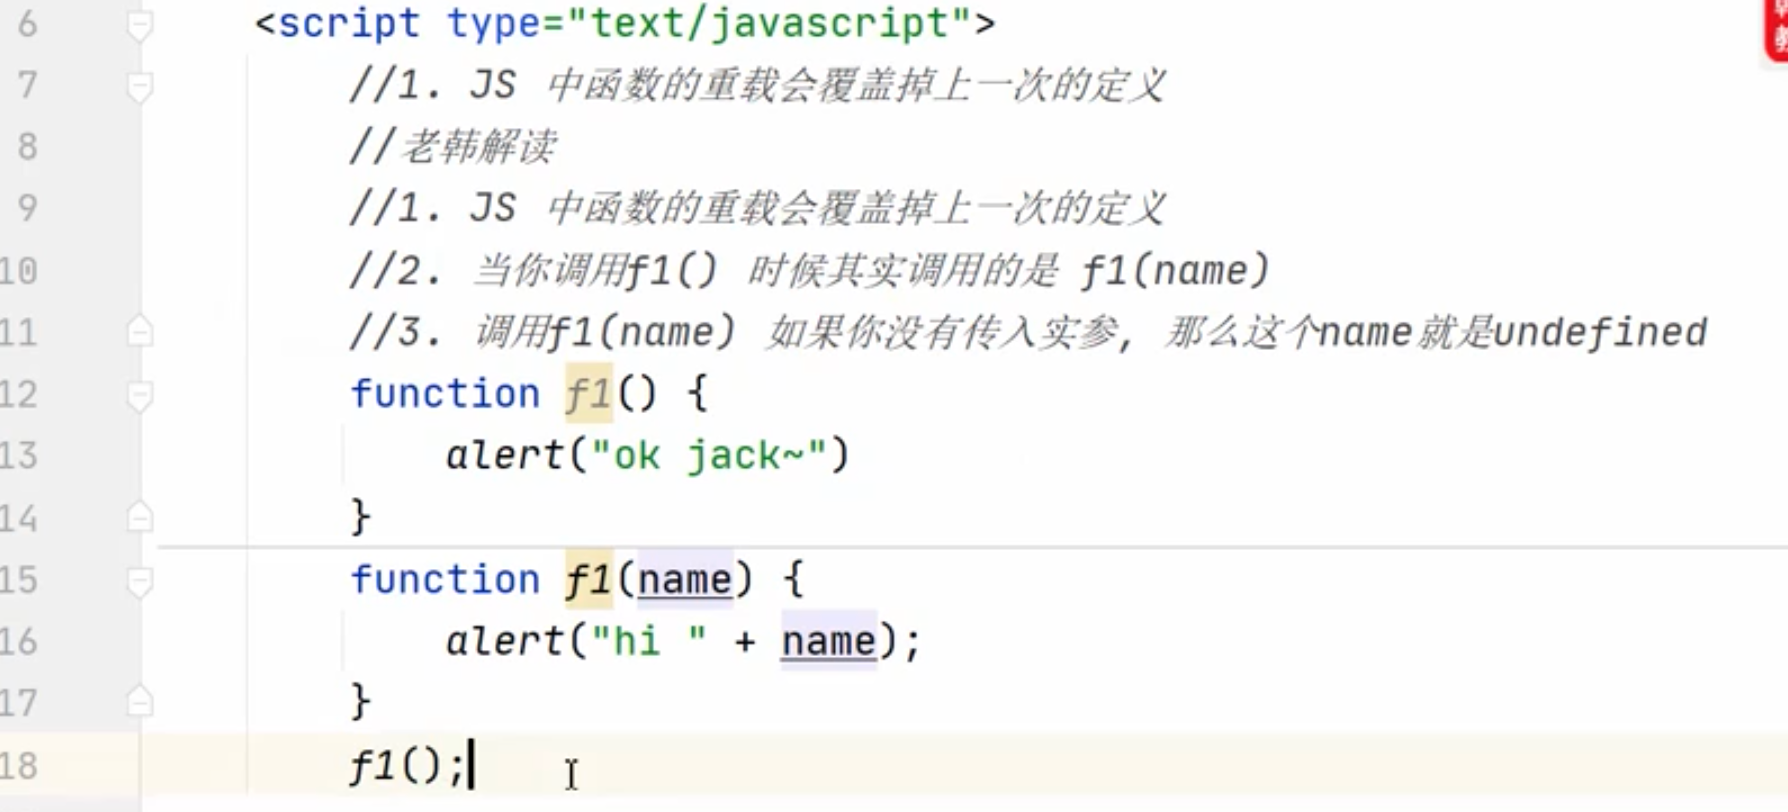 6 <script type="text/javascript">
7 //1. JS 中函数的重载会覆盖掉上一次的定义
8 //老韩解读
9 //1. JS 中函数的重载会覆盖掉上一次的定义
10 //2. 当你调用f1() 时候其实调用的是 f1(name)
11 //3. 调用f1(name) 如果你没有传入实参, 那么这个name就是undefined
12 function f1() {
13 alert("ok jack~")
14 }
15 function f1(name) {
16 alert("hi " + name);
17 }
18 f1();